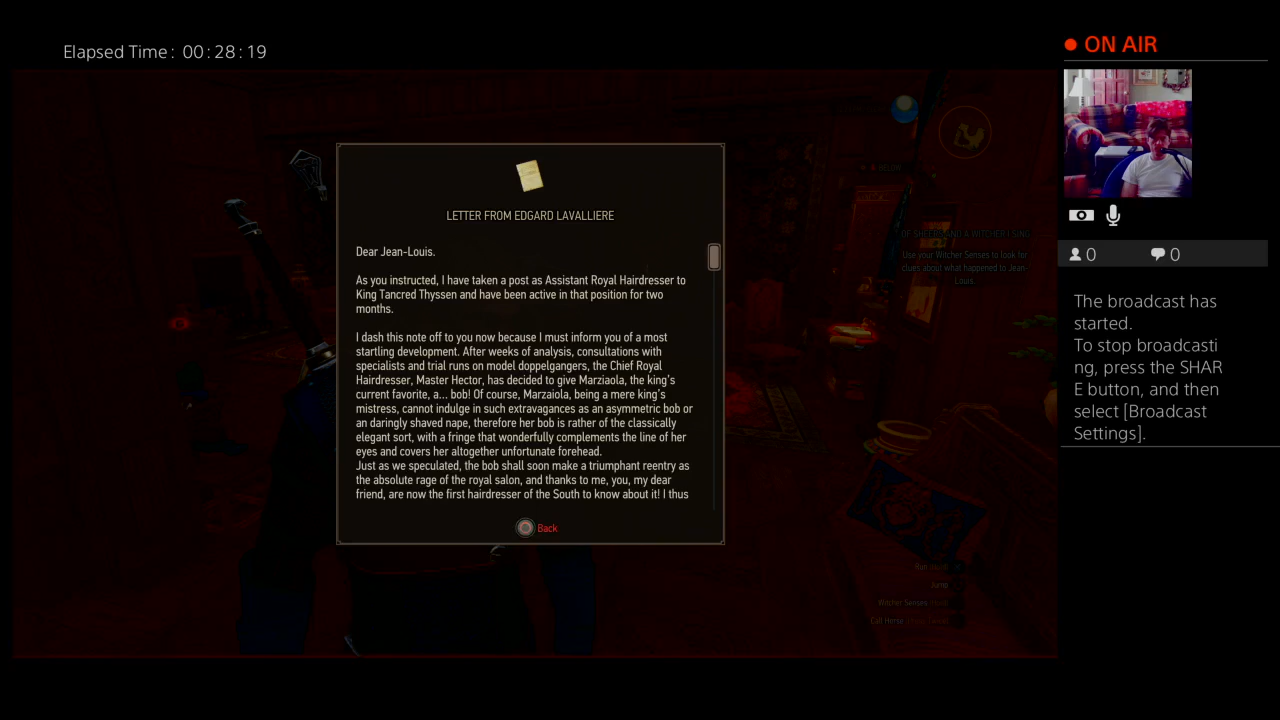 Elapsed Time: 00:28:19
ON AIR
LETTER FROM EDGARD LAVALLIERE
Dear Jean-Louis.
As you instructed, I have taken a post as Assistant Royal Hairdresser to
King Tancred Thyssen and have been active in that position for two
months.
I dash this note off to you now because I must inform you of a most
startling development. After weeks of analysis, consultations with
specialists and trial runs on model doppelgangers, the Chief Royal
Hairdresser, Master Hector, has decided to give Marziaola, the king's
current favorite, a... bob! Of course, Marzaiola, being a mere king's
mistress, cannot indulge in such extravagances as an asymmetric bob or
an daringly shaved nape, therefore her bob is rather of the classically
elegant sort, with a fringe that wonderfully complements the line of her
eyes and covers her altogether unfortunate forehead.
Just as we speculated, the bob shall soon make a triumphant reentry as
the absolute rage of the royal salon, and thanks to me, you, my dear
friend, are now the first hairdresser of the South to know about it! I thus
Back
OF SHEERS AND A WITCHER I SING
Use your Witcher Senses to look for
clues about what happened to Jean-
Louis.
Run
Jump
Witcher Senses
Call Horse
0
0
The broadcast has
started.
To stop broadcasti
ng, press the SHAR
E button, and then
select [Broadcast
Settings].